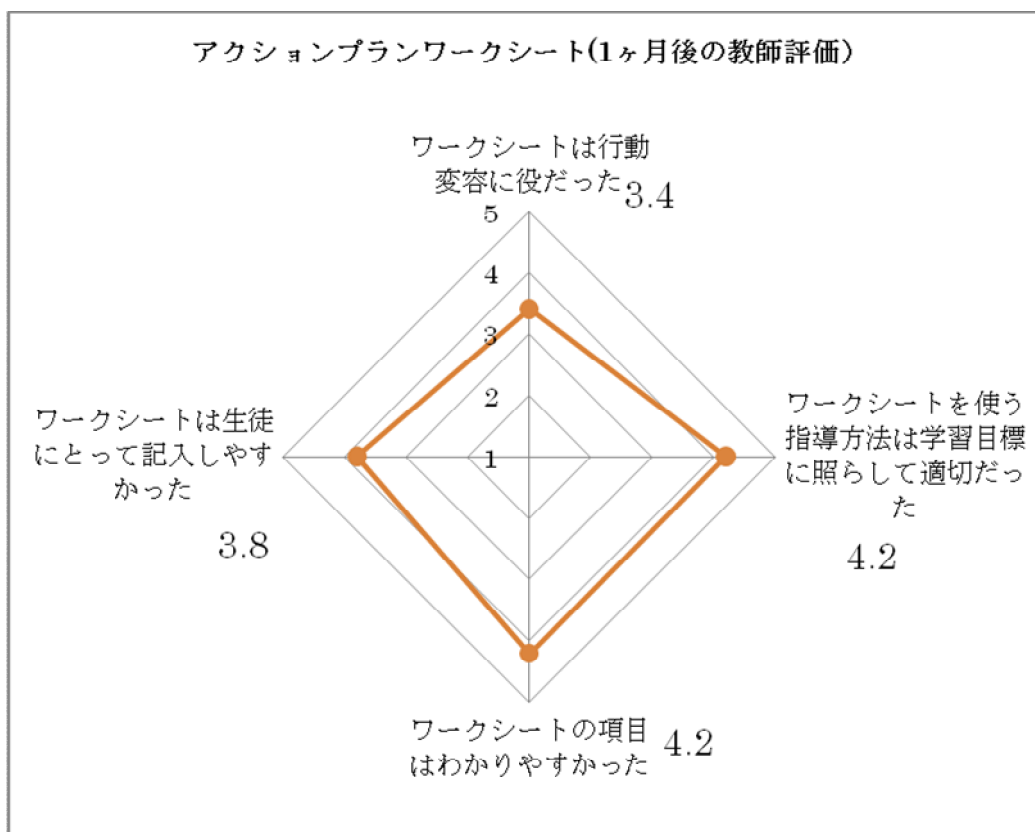 アクションプランワークシート(1ヶ月後の教師評価)
ワークシートは行動
変容に役だった
3.4
5
4
3
2
1
ワークシートを使う
指導方法は学習目標
に照らして適切だっ
た
4.2
ワークシートは生徒
にとって記入しやす
かった
3.8
ワークシートの項目
はわかりやすかった
4.2